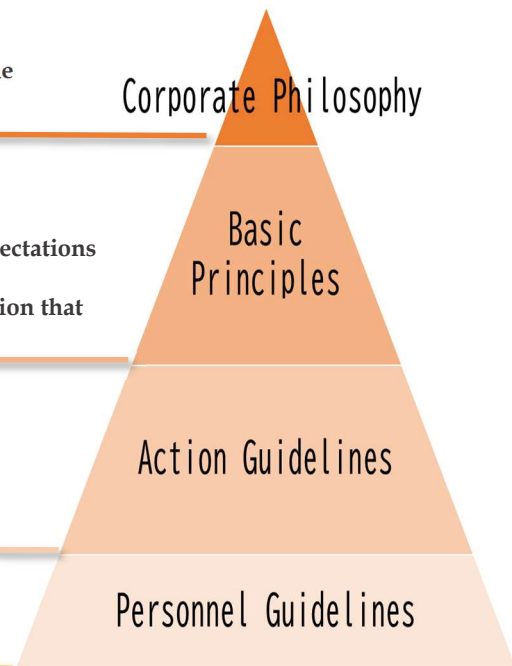 Corporate Philosophy
ectations
Basic
Principles
ion that
Action Guidelines
Personnel Guidelines